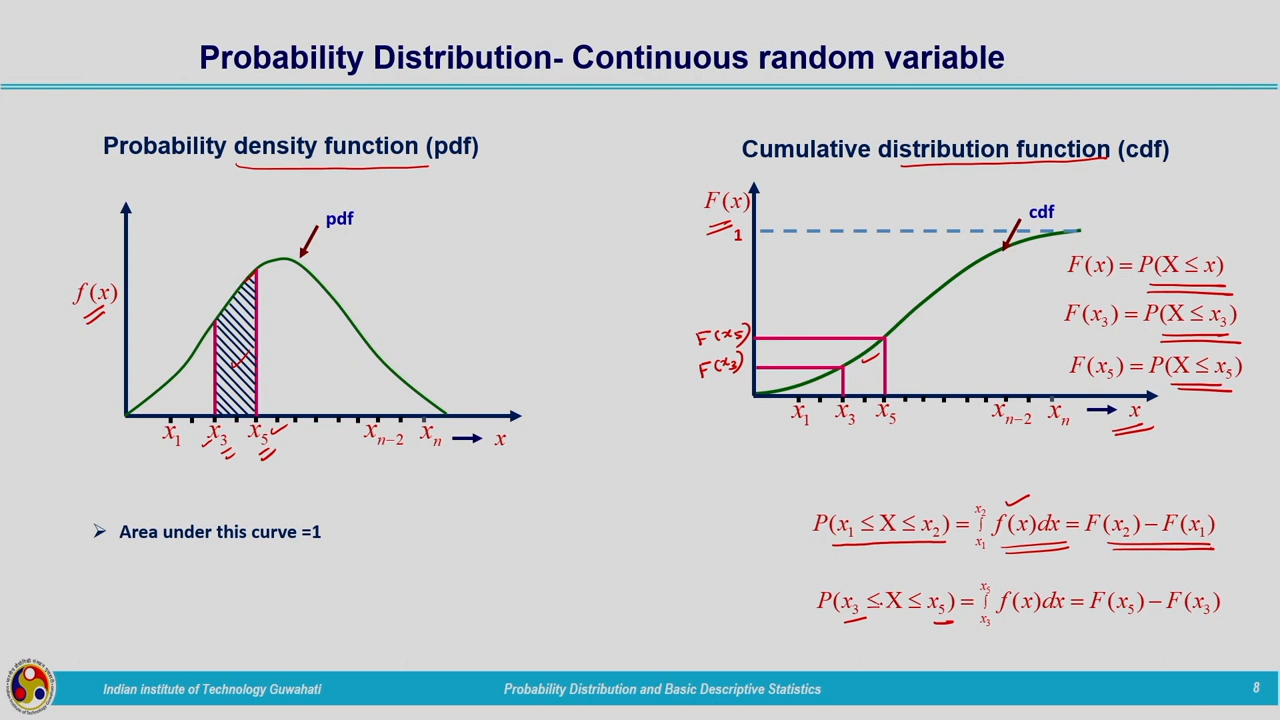 Probability Distribution- Continuous random variable
Probability density function (pdf)
pdf
f(x)
x₁ x₃ x₅ xₙ₋₂ xₙ x
➢ Area under this curve =1
Cumulative distribution function (cdf)
F(x)
1
cdf
F(x₅)
F(x₃)
x₁ x₃ x₅ xₙ₋₂ xₙ x
F(x) = P(X ≤ x)
F(x₃) = P(X ≤ x₃)
F(x₅) = P(X ≤ x₅)
P(x₁ ≤ X ≤ x₂) = ∫ₓ₁^x₂ f(x)dx = F(x₂) − F(x₁)
P(x₃ ≤ X ≤ x₅) = ∫ₓ₃^x₅ f(x)dx = F(x₅) − F(x₃)
Indian institute of Technology Guwahati
Probability Distribution and Basic Descriptive Statistics
8